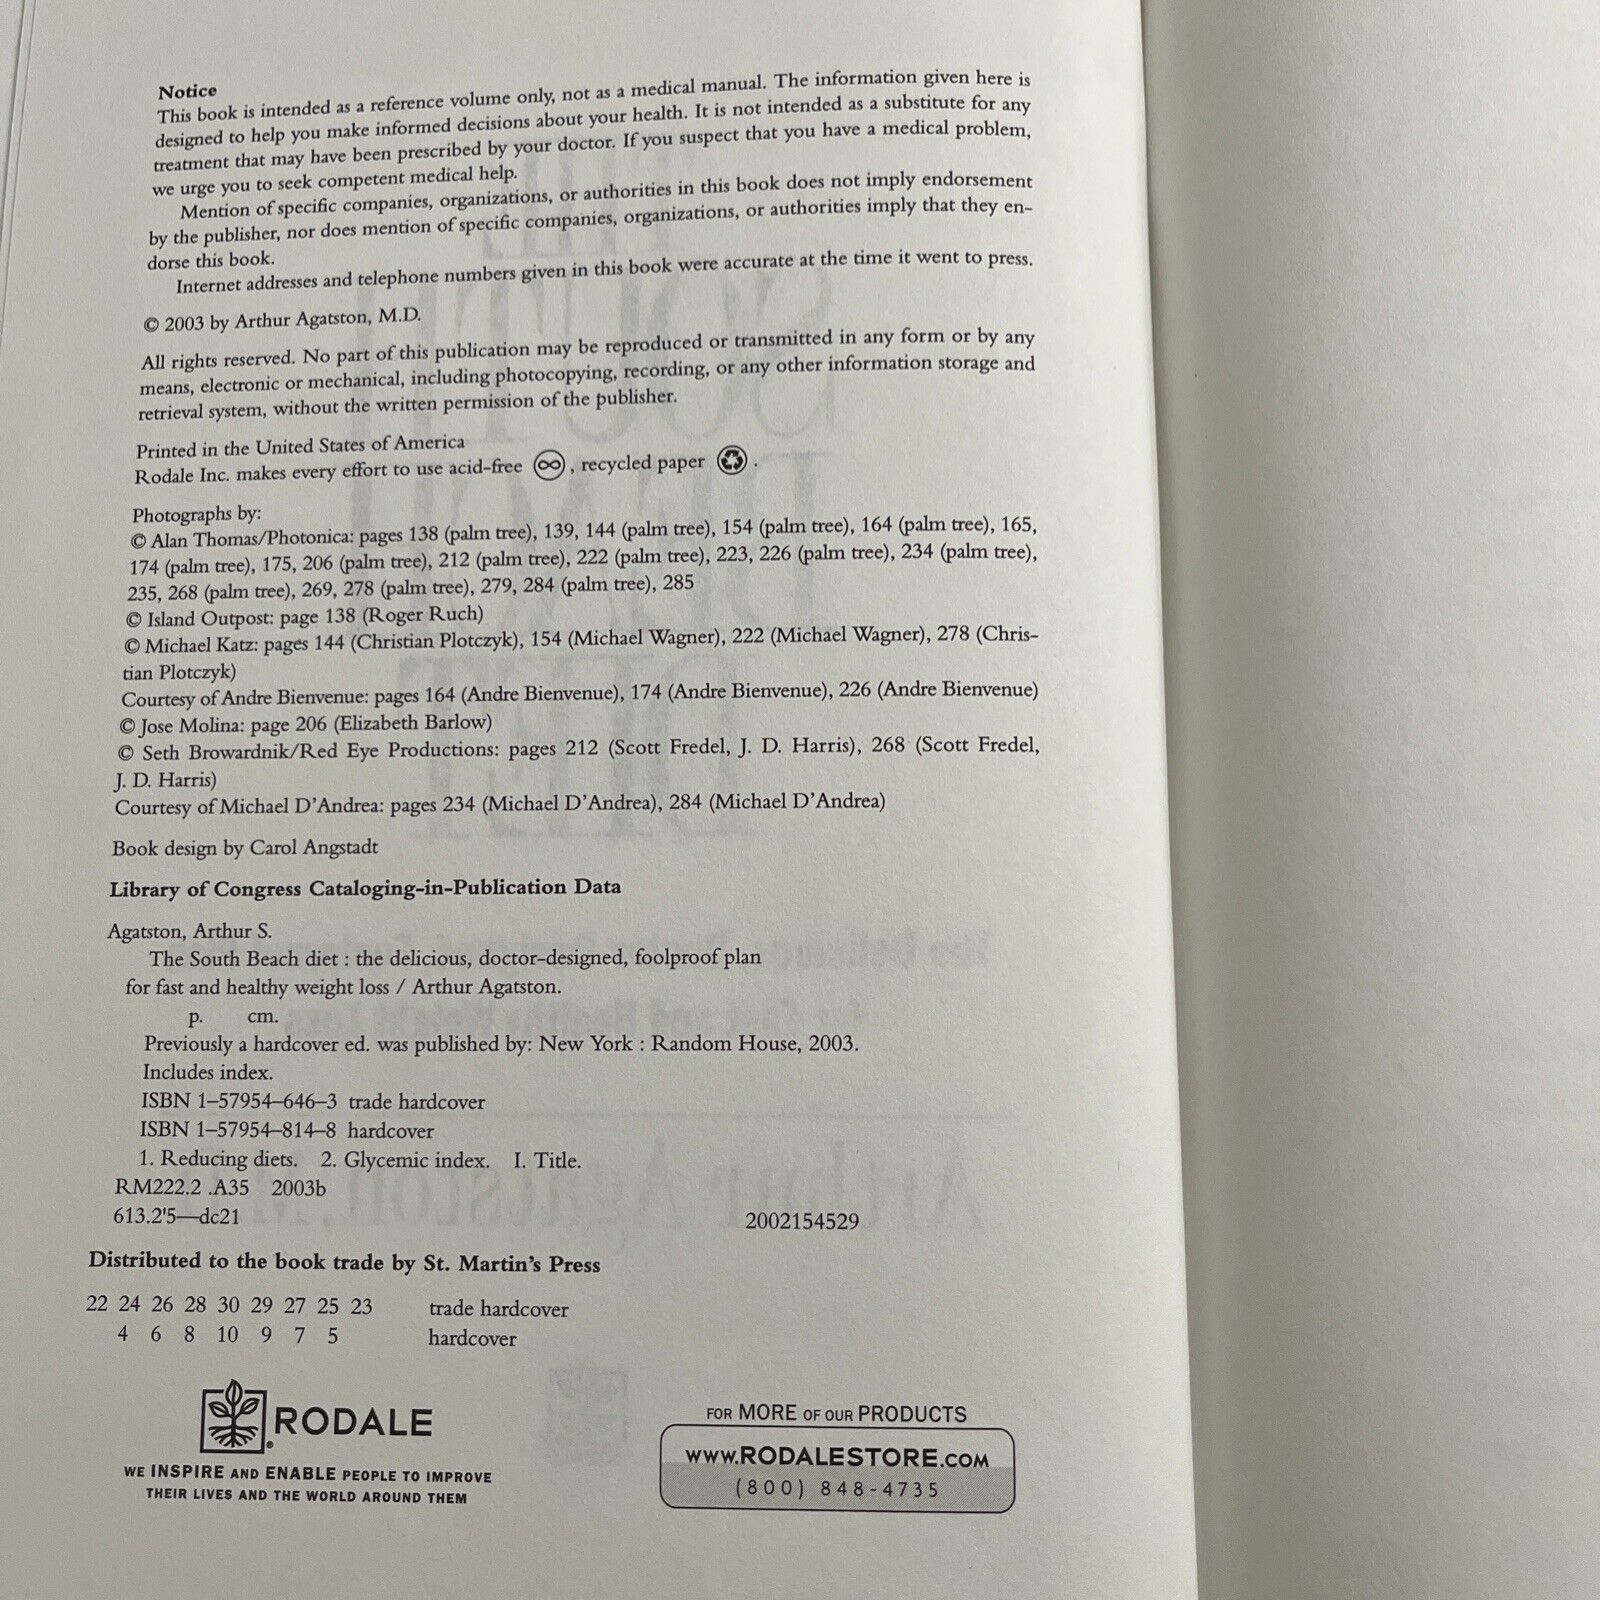 Notice
This book is intended as a reference volume only, not as a medical manual. The information given here is
designed to help you make informed decisions about your health. It is not intended as a substitute for any
treatment that may have been prescribed by your doctor. If you suspect that you have a medical problem,
we urge you to seek competent medical help.
Mention of specific companies, organizations, or authorities in this book does not imply endorsement
by the publisher, nor does mention of specific companies, organizations, or authorities imply that they en-
dorse this book.
Internet addresses and telephone numbers given in this book were accurate at the time it went to press.
© 2003 by Arthur Agatston, M.D.
All rights reserved. No part of this publication may be reproduced or transmitted in any form or by any
means, electronic or mechanical, including photocopying, recording, or any other information storage and
retrieval system, without the written permission of the publisher.
Printed in the United States of America
Rodale Inc. makes every effort to use acid-free ♾, recycled paper ♻.
Photographs by:
© Alan Thomas/Photonica: pages 138 (palm tree), 139, 144 (palm tree), 154 (palm tree), 164 (palm tree), 165,
174 (palm tree), 175, 206 (palm tree), 212 (palm tree), 222 (palm tree), 223, 226 (palm tree), 234 (palm tree),
235, 268 (palm tree), 269, 278 (palm tree), 279, 284 (palm tree), 285
© Island Outpost: page 138 (Roger Ruch)
© Michael Katz: pages 144 (Christian Plotczyk), 154 (Michael Wagner), 222 (Michael Wagner), 278 (Chris-
tian Plotczyk)
Courtesy of Andre Bienvenue: pages 164 (Andre Bienvenue), 174 (Andre Bienvenue), 226 (Andre Bienvenue)
© Jose Molina: page 206 (Elizabeth Barlow)
© Seth Browardnik/Red Eye Productions: pages 212 (Scott Fredel, J. D. Harris), 268 (Scott Fredel,
J. D. Harris)
Courtesy of Michael D'Andrea: pages 234 (Michael D'Andrea), 284 (Michael D'Andrea)
Book design by Carol Angstadt
Library of Congress Cataloging-in-Publication Data
Agatston, Arthur S.
The South Beach diet : the delicious, doctor-designed, foolproof plan
for fast and healthy weight loss / Arthur Agatston.
p. cm.
Previously a hardcover ed. was published by: New York : Random House, 2003.
Includes index.
ISBN 1–57954–646–3 trade hardcover
ISBN 1–57954–814–8 hardcover
1. Reducing diets. 2. Glycemic index. I. Title.
RM222.2 .A35 2003b
613.2'5—dc21 2002154529
Distributed to the book trade by St. Martin's Press
22 24 26 28 30 29 27 25 23 trade hardcover
4 6 8 10 9 7 5 hardcover
RODALE
WE INSPIRE AND ENABLE PEOPLE TO IMPROVE
THEIR LIVES AND THE WORLD AROUND THEM
FOR MORE OF OUR PRODUCTS
WWW.RODALESTORE.COM
(800) 848-4735